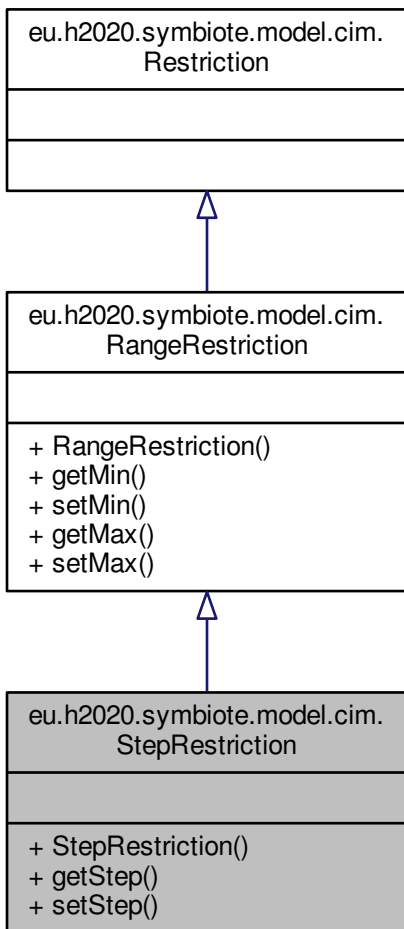 eu.h2020.symbiote.model.cim.
Restriction
eu.h2020.symbiote.model.cim.
RangeRestriction
+ RangeRestriction()
+ getMin()
+ setMin()
+ getMax()
+ setMax()
eu.h2020.symbiote.model.cim.
StepRestriction
+ StepRestriction()
+ getStep()
+ setStep()